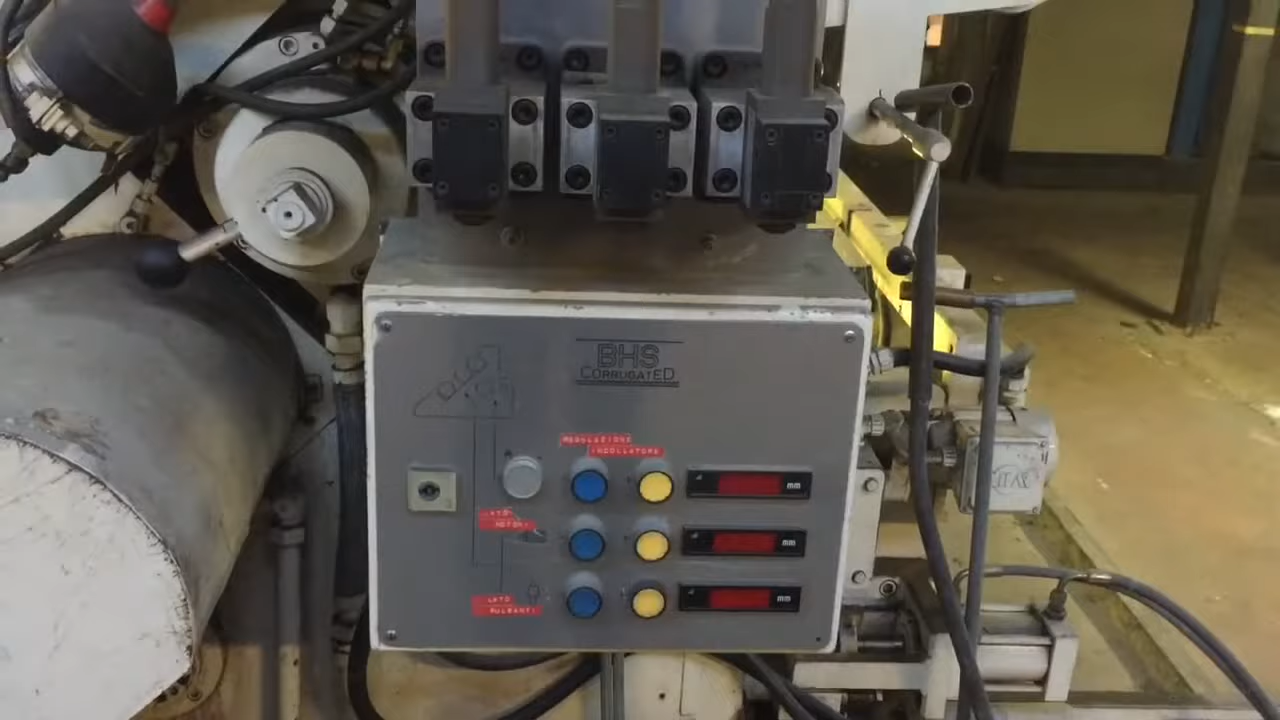 BHS
CORRUGATED
REGOLAZIONE
INCOLLATORE
mm
LATO
MOTORI
mm
LATO
PULSANTI
mm